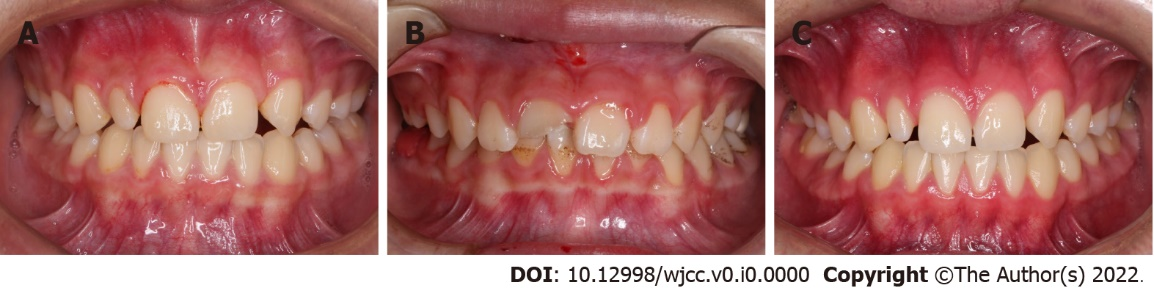 A
B
C
DOI: 10.12998/wjcc.v0.i0.0000 Copyright ©The Author(s) 2022.